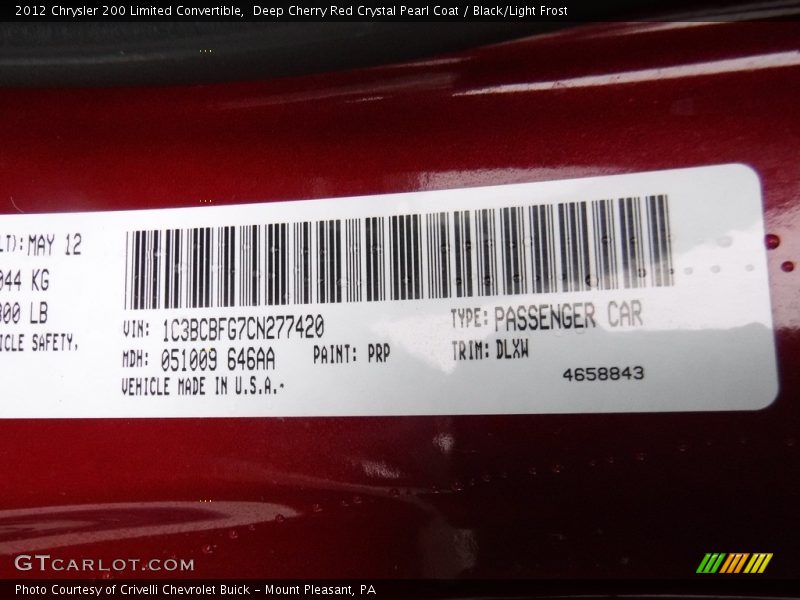 2012 Chrysler 200 Limited Convertible,  Deep Cherry Red Crystal Pearl Coat / Black/Light Frost
LT): MAY 12
044 KG
300 LB
ICLE SAFETY,
VIN: 1C3BCBFG7CN277420
TYPE: PASSENGER CAR
MDH: 051009 646AA
PAINT: PRP
TRIM: DLXW
VEHICLE MADE IN U.S.A.*
4658843
GTCARLOT.COM
Photo Courtesy of Crivelli Chevrolet Buick – Mount Pleasant, PA